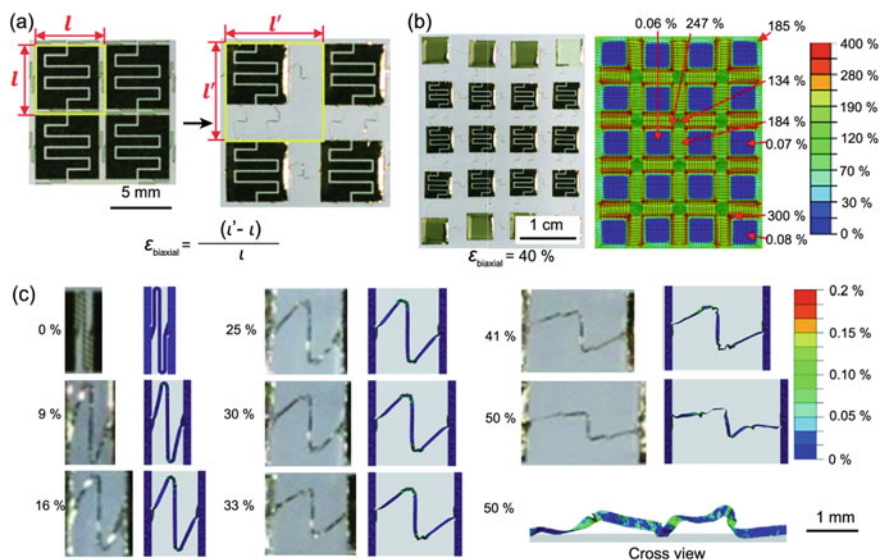 (a)
l
l'
l
l'
5 mm
ε biaxial = (ι'- ι) / ι
(b)
0.06 %
247 %
185 %
134 %
184 %
0.07 %
300 %
0.08 %
1 cm
ε biaxial = 40 %
400 %
280 %
190 %
120 %
70 %
30 %
0 %
(c)
0 %
9 %
16 %
25 %
30 %
33 %
41 %
50 %
50 %
Cross view
0.2 %
0.15 %
0.10 %
0.05 %
0 %
1 mm